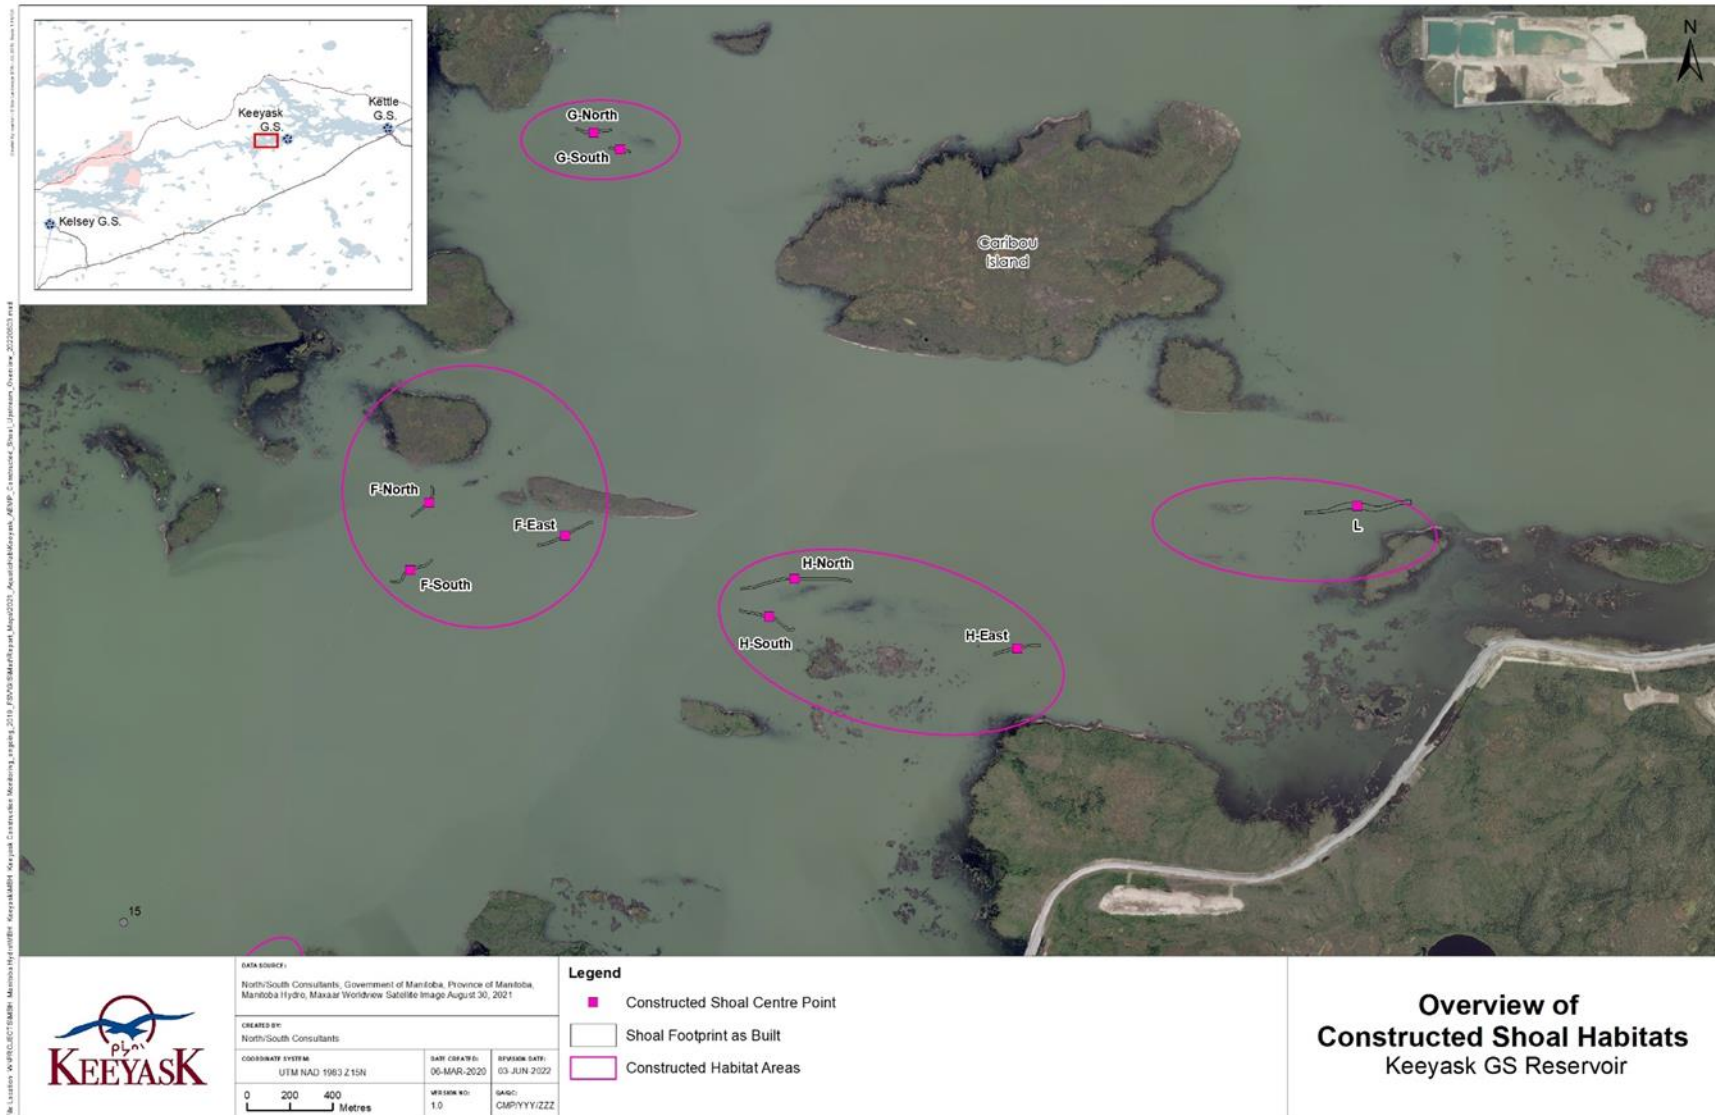 N
Keeyask
G.S.
Kettle
G.S.
Kelsey G.S.
G-North
G-South
Caribou
Island
F-North
F-East
F-South
H-North
H-South
H-East
L
15
KEEYASK
DATA SOURCE:
North/South Consultants, Government of Manitoba, Province of Manitoba,
Manitoba Hydro, Maxaar Worldview Satellite Image August 30, 2021
CREATED BY:
North/South Consultants
COORDINATE SYSTEM:
UTM NAD 1983 Z15N
DATE CREATED:
06-MAR-2020
REVISION DATE:
03-JUN-2022
0 200 400
Metres
VERSION NO:
1.0
QA/QC:
CMP/YYY/ZZZ
Legend
Constructed Shoal Centre Point
Shoal Footprint as Built
Constructed Habitat Areas
Overview of
Constructed Shoal Habitats
Keeyask GS Reservoir